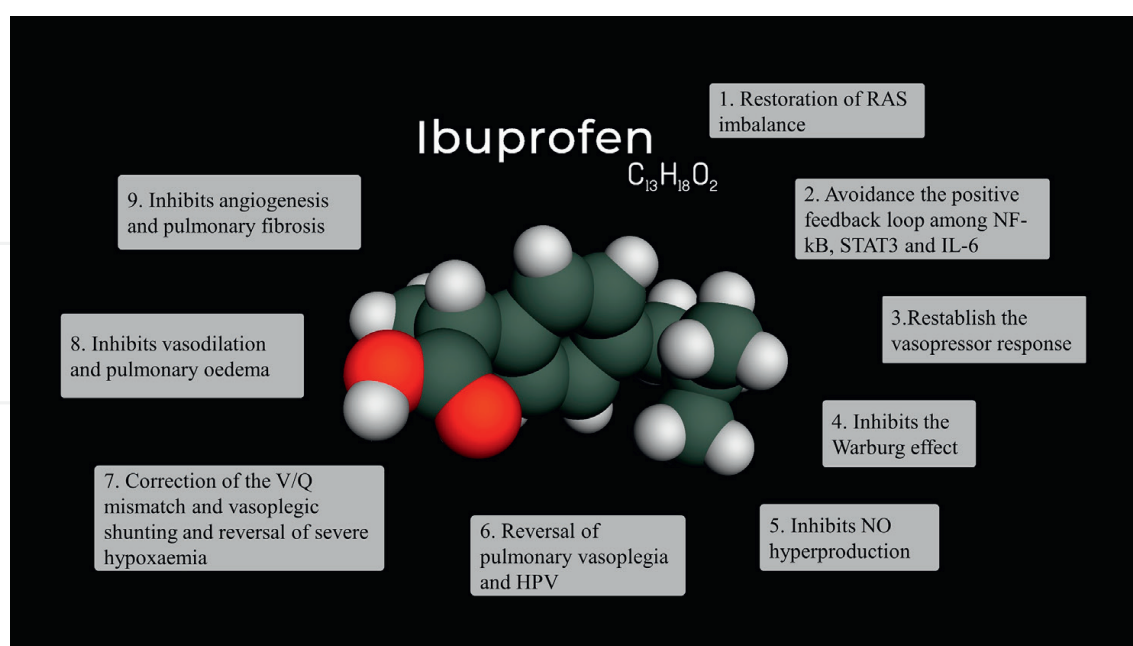 Ibuprofen
C₁₃H₁₈O₂
1. Restoration of RAS
imbalance
2. Avoidance the positive
feedback loop among NF-
kB, STAT3 and IL-6
3.Restablish the
vasopressor response
4. Inhibits the
Warburg effect
5. Inhibits NO
hyperproduction
6. Reversal of
pulmonary vasoplegia
and HPV
7. Correction of the V/Q
mismatch and vasoplegic
shunting and reversal of severe
hypoxaemia
8. Inhibits vasodilation
and pulmonary oedema
9. Inhibits angiogenesis
and pulmonary fibrosis